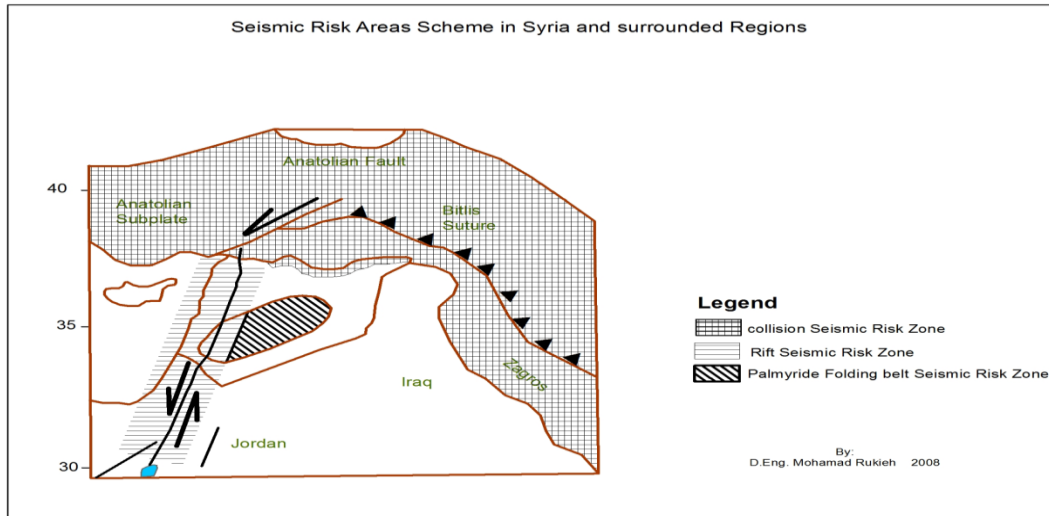 Seismic Risk Areas Scheme in Syria and surrounded Regions
Anatolian Fault
40
Anatolian
Subplate
Bitlis
Suture
35
Zagros
Iraq
Jordan
30
Legend
collision Seismic Risk Zone
Rift Seismic Risk Zone
Palmyride Folding belt Seismic Risk Zone
By:
D.Eng. Mohamad Rukieh 2008